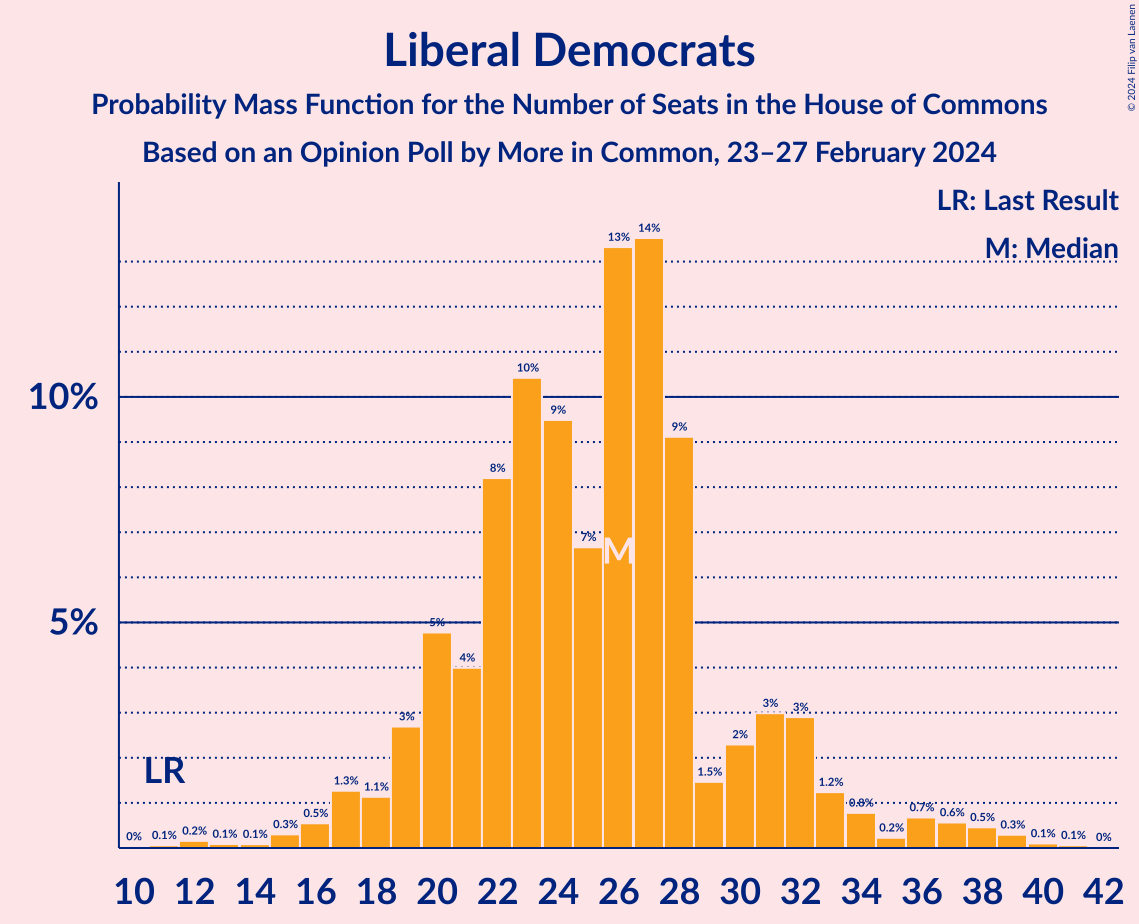 Liberal Democrats
Probability Mass Function for the Number of Seats in the House of Commons
Based on an Opinion Poll by More in Common, 23–27 February 2024
© 2024 Filip van Laenen
LR: Last Result
M: Median
10%
5%
LR
M
0% 0.1% 0.2% 0.1% 0.1% 0.3% 0.5% 1.3% 1.1% 3% 5% 4% 8% 10% 9% 7% 13% 14% 9% 1.5% 2% 3% 3% 1.2% 0.8% 0.2% 0.7% 0.6% 0.5% 0.3% 0.1% 0.1% 0%
10 12 14 16 18 20 22 24 26 28 30 32 34 36 38 40 42